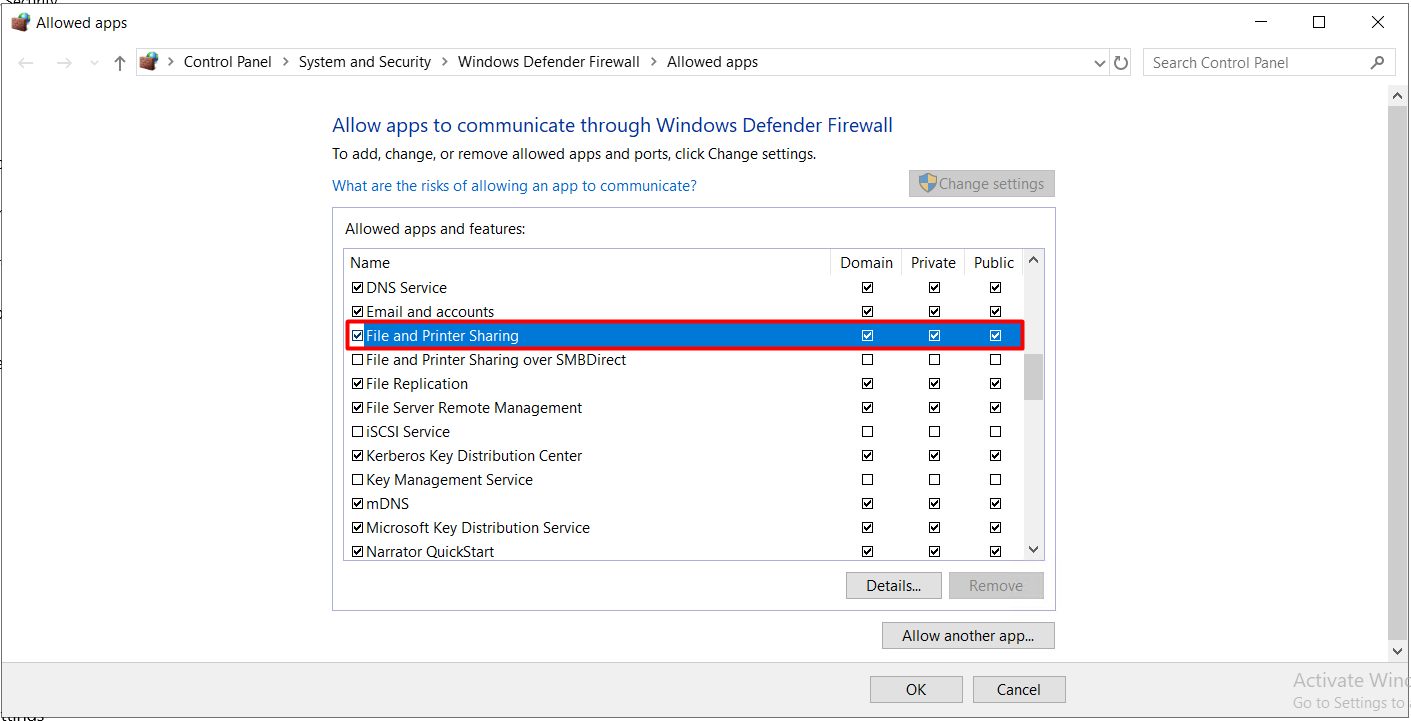 security
Allowed apps
Control Panel > System and Security > Windows Defender Firewall > Allowed apps
Search Control Panel
Allow apps to communicate through Windows Defender Firewall
To add, change, or remove allowed apps and ports, click Change settings.
What are the risks of allowing an app to communicate?
Change settings
Allowed apps and features:
Name Domain Private Public
DNS Service
Email and accounts
File and Printer Sharing
File and Printer Sharing over SMBDirect
File Replication
File Server Remote Management
iSCSI Service
Kerberos Key Distribution Center
Key Management Service
mDNS
Microsoft Key Distribution Service
Narrator QuickStart
Details... Remove
Allow another app...
OK Cancel
Activate Wind
Go to Settings to